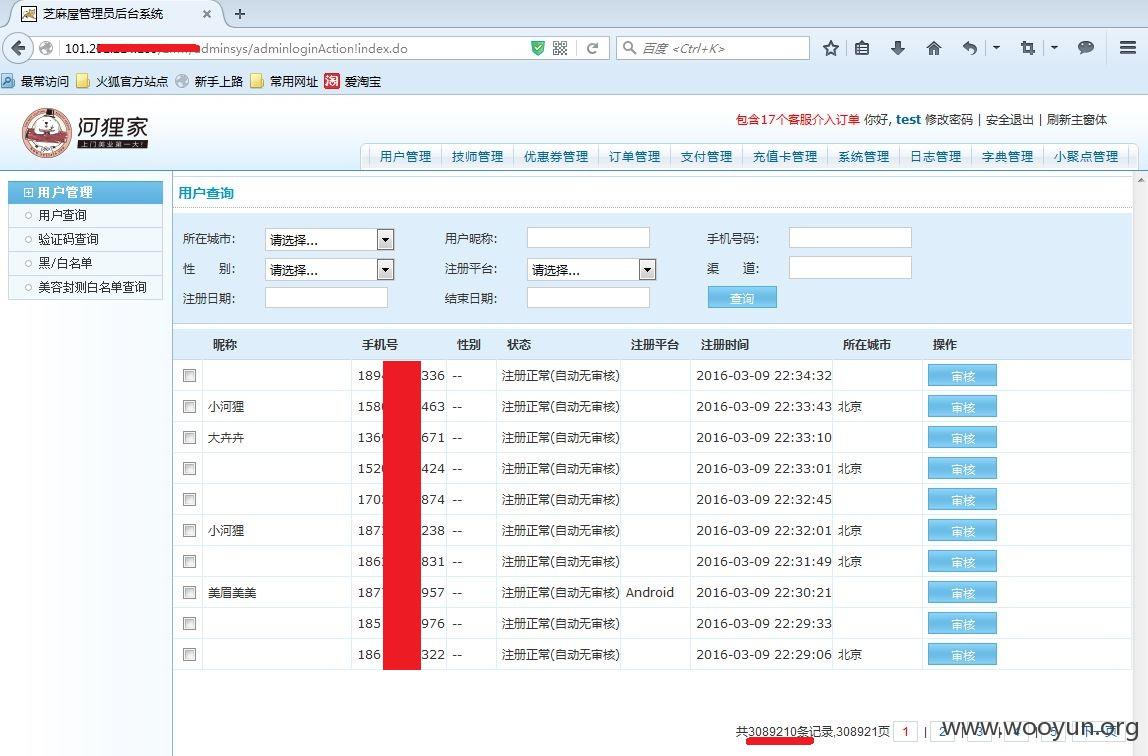 芝麻屋管理员后台系统
101.2 dminsys/adminloginAction!index.do
百度 <Ctrl+K>
最常访问 火狐官方站点 新手上路 常用网址 淘 爱淘宝
河狸家
上门美业第一大!
包含17个客服介入订单 你好, test 修改密码 | 安全退出 | 刷新主窗体
用户管理 技师管理 优惠券管理 订单管理 支付管理 充值卡管理 系统管理 日志管理 字典管理 小聚点管理
用户管理
用户查询
验证码查询
黑/白名单
美容封测白名单查询
用户查询
所在城市: 请选择... 用户昵称: 手机号码:
性 别: 请选择... 注册平台: 请选择... 渠 道:
注册日期: 结束日期: 查询
昵称 手机号 性别 状态 注册平台 注册时间 所在城市 操作
189 336 -- 注册正常(自动无审核) 2016-03-09 22:34:32 审核
小河狸 158 463 -- 注册正常(自动无审核) 2016-03-09 22:33:43 北京 审核
大卉卉 136 671 -- 注册正常(自动无审核) 2016-03-09 22:33:10 审核
152 424 -- 注册正常(自动无审核) 2016-03-09 22:33:01 北京 审核
170 874 -- 注册正常(自动无审核) 2016-03-09 22:32:45 审核
小河狸 187 238 -- 注册正常(自动无审核) 2016-03-09 22:32:01 北京 审核
186 831 -- 注册正常(自动无审核) 2016-03-09 22:31:49 北京 审核
美眉美美 187 957 -- 注册正常(自动无审核) Android 2016-03-09 22:30:21 审核
185 976 -- 注册正常(自动无审核) 2016-03-09 22:29:33 审核
186 322 -- 注册正常(自动无审核) 2016-03-09 22:29:06 北京 审核
共3089210条记录,308921页 1 | 2 3 4 5 下一页
www.wooyun.org